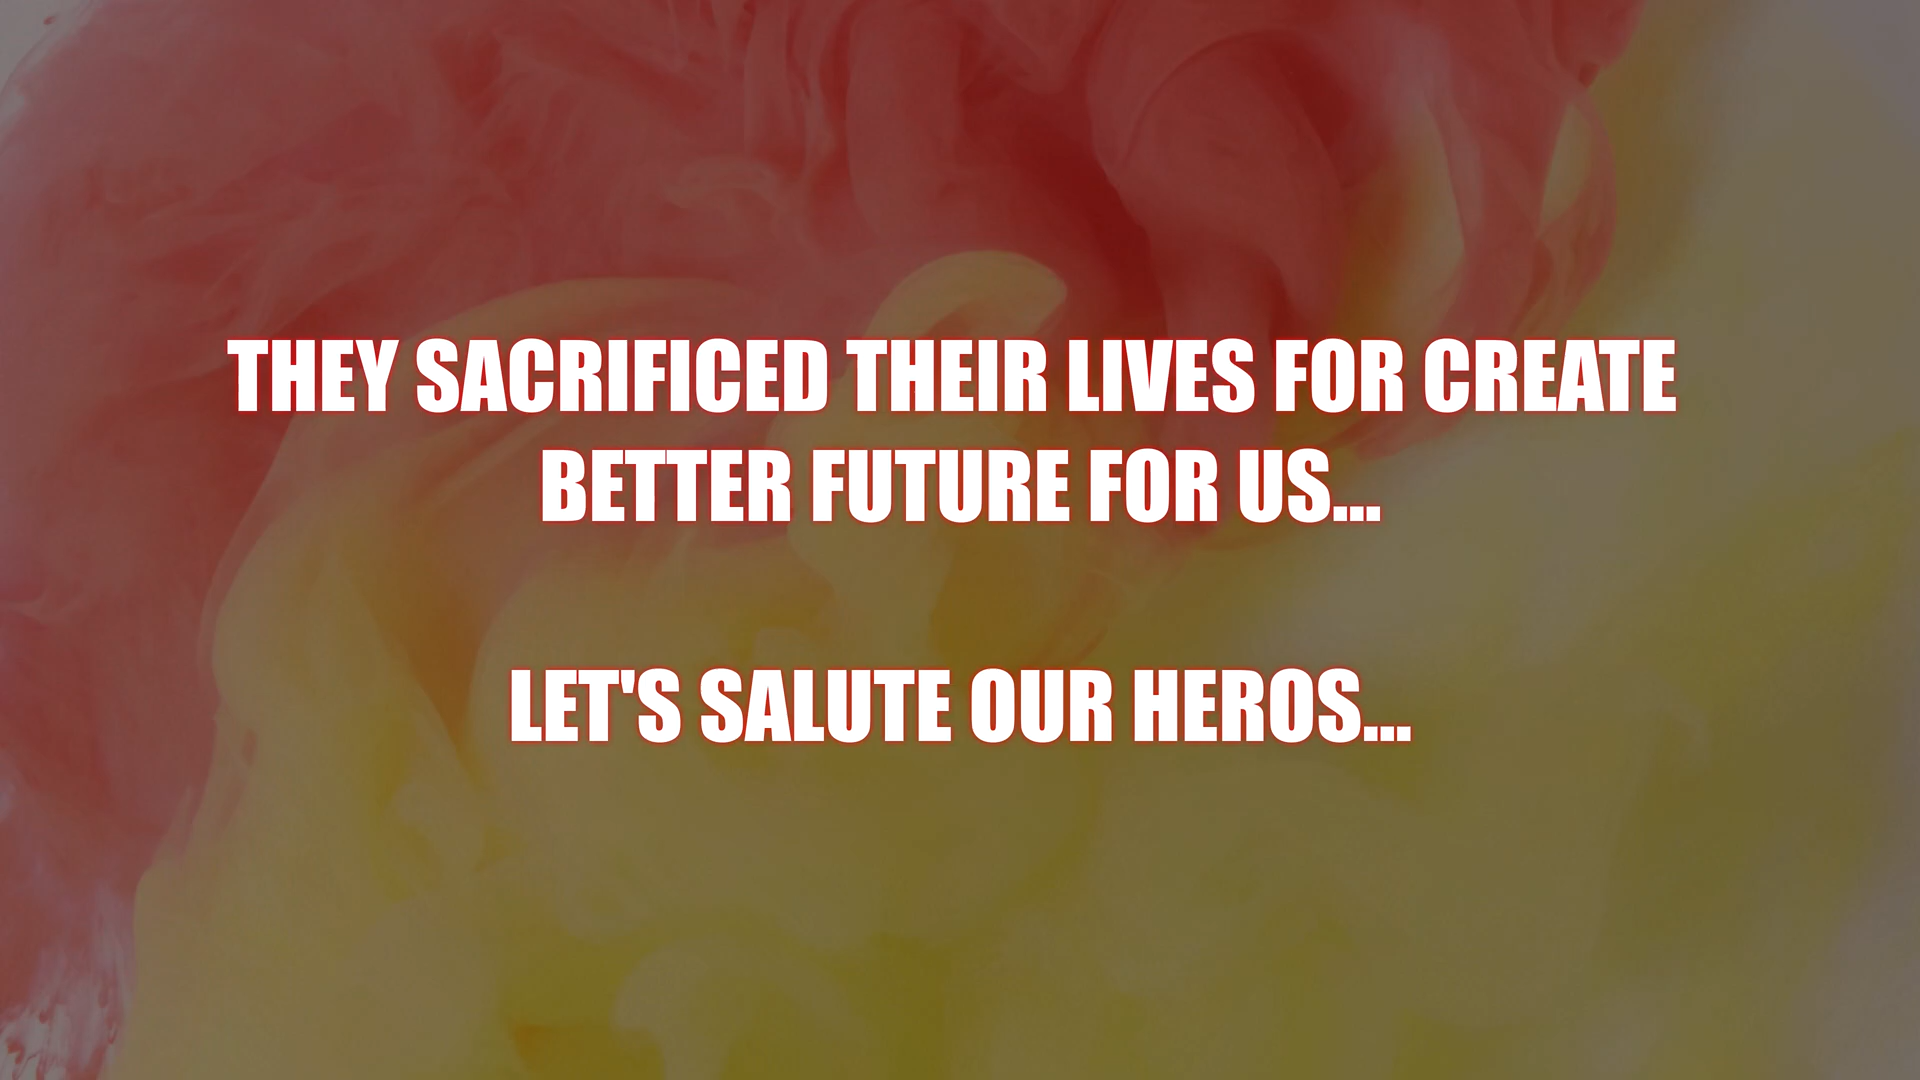 THEY SACRIFICED THEIR LIVES FOR CREATE
BETTER FUTURE FOR US...
LET'S SALUTE OUR HEROS...